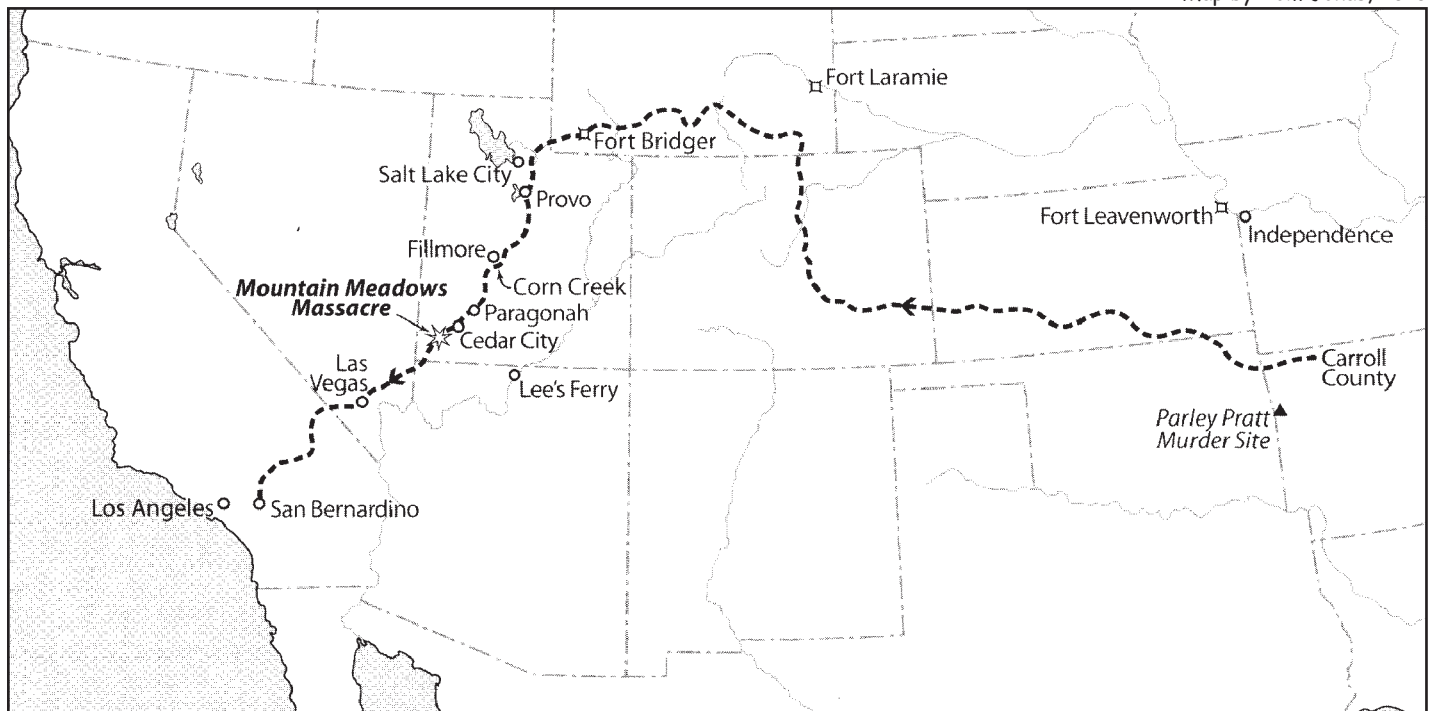 Fort Laramie
Fort Bridger
Salt Lake City
Provo
Fort Leavenworth
Independence
Fillmore
Corn Creek
Mountain Meadows
Massacre
Paragonah
Cedar City
Las
Vegas
Lee's Ferry
Carroll
County
Parley Pratt
Murder Site
Los Angeles
San Bernardino